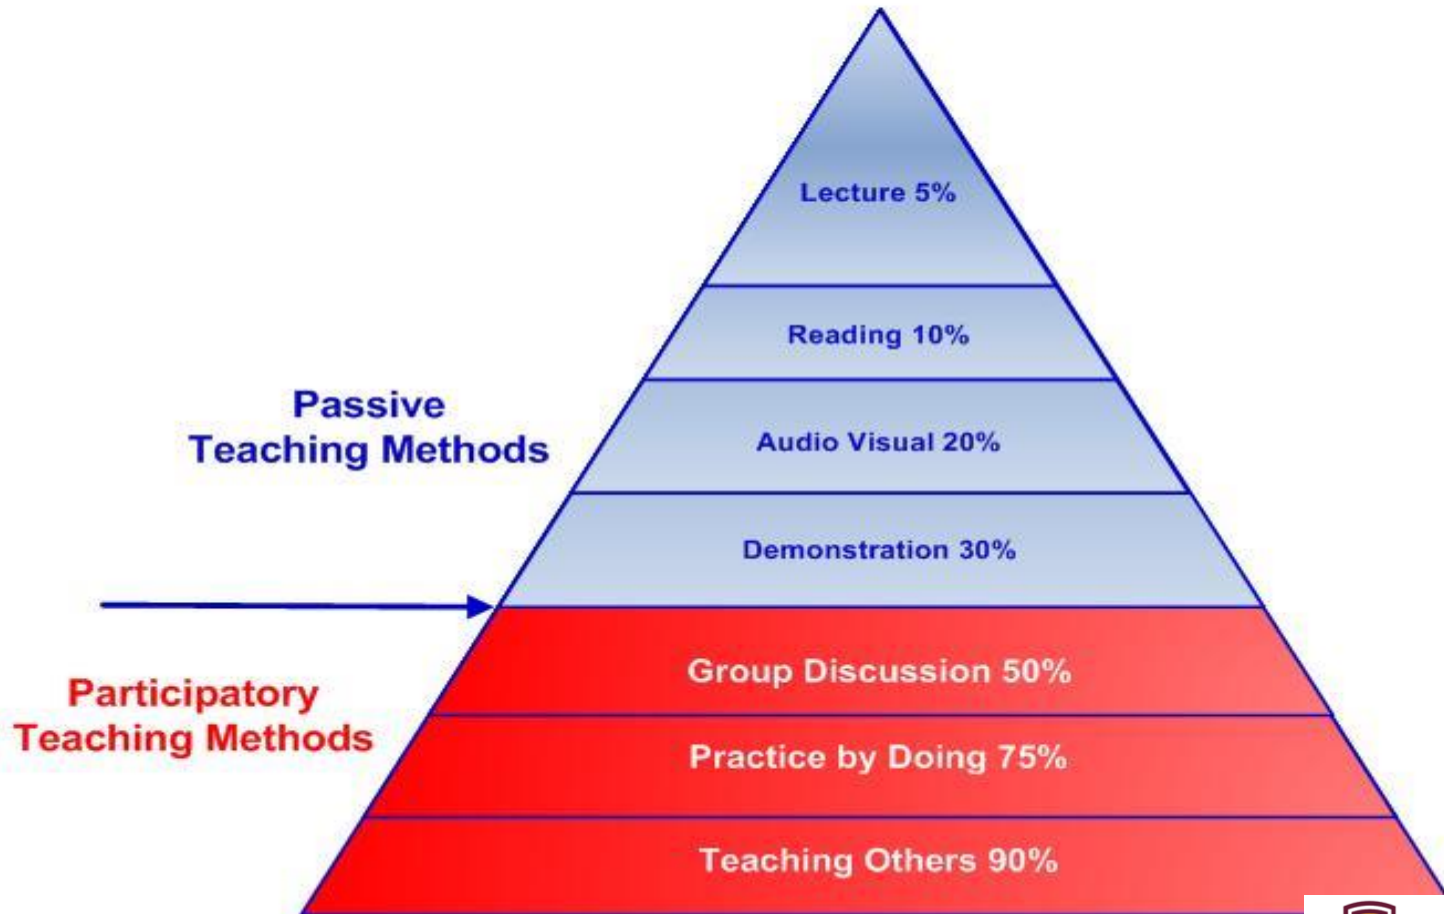 Lecture 5%
Reading 10%
Passive
Teaching Methods
Audio Visual 20%
Demonstration 30%
Participatory
Teaching Methods
Group Discussion 50%
Practice by Doing 75%
Teaching Others 90%